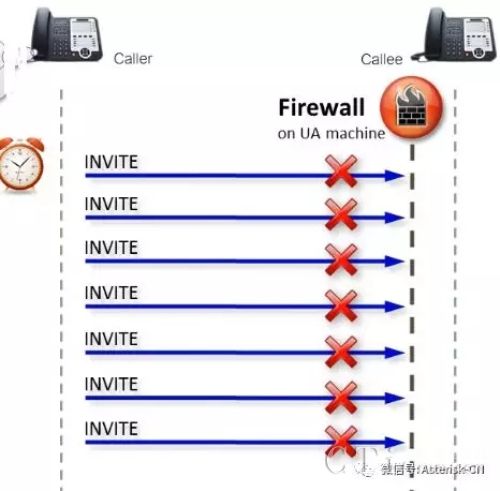 Caller
Callee
Firewall
on UA machine
INVITE
INVITE
INVITE
INVITE
INVITE
INVITE
INVITE
微信号: Asterisk-CN